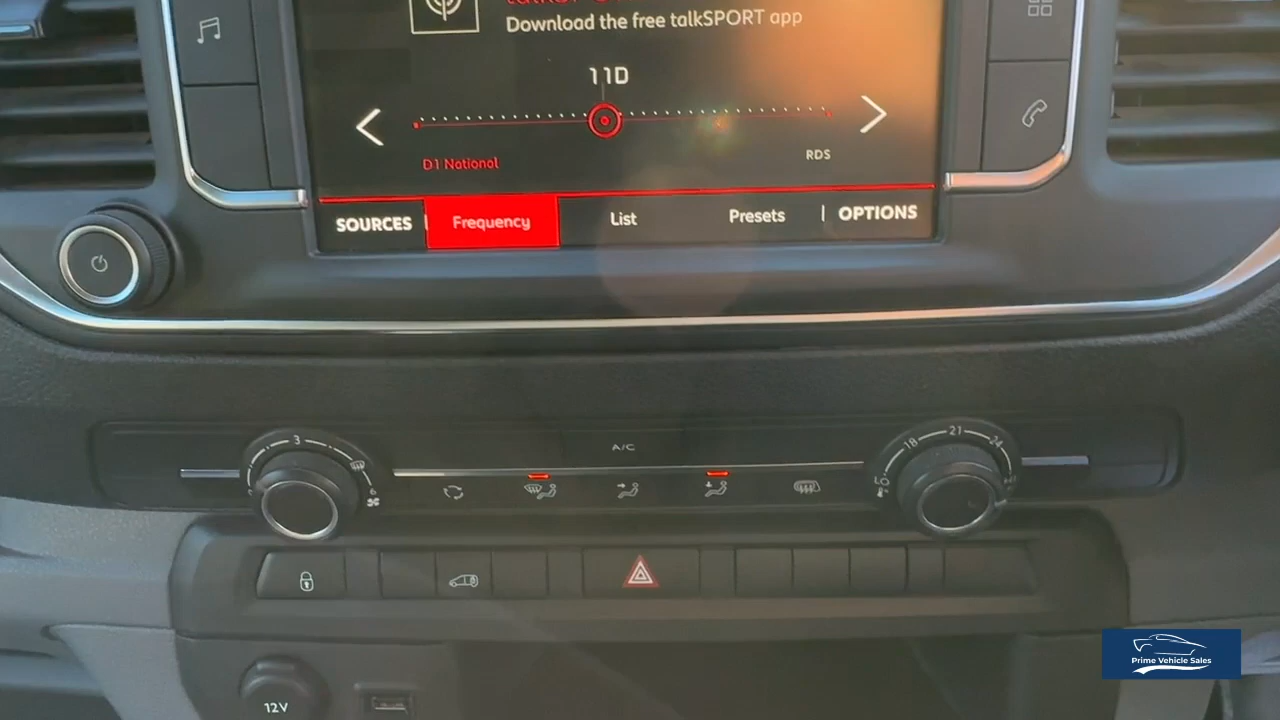 Download the free talkSPORT app
11D
D1 National
RDS
SOURCES
Frequency
List
Presets
OPTIONS
3
A/C
LO
18
21
24
12V
Prime Vehicle Sales